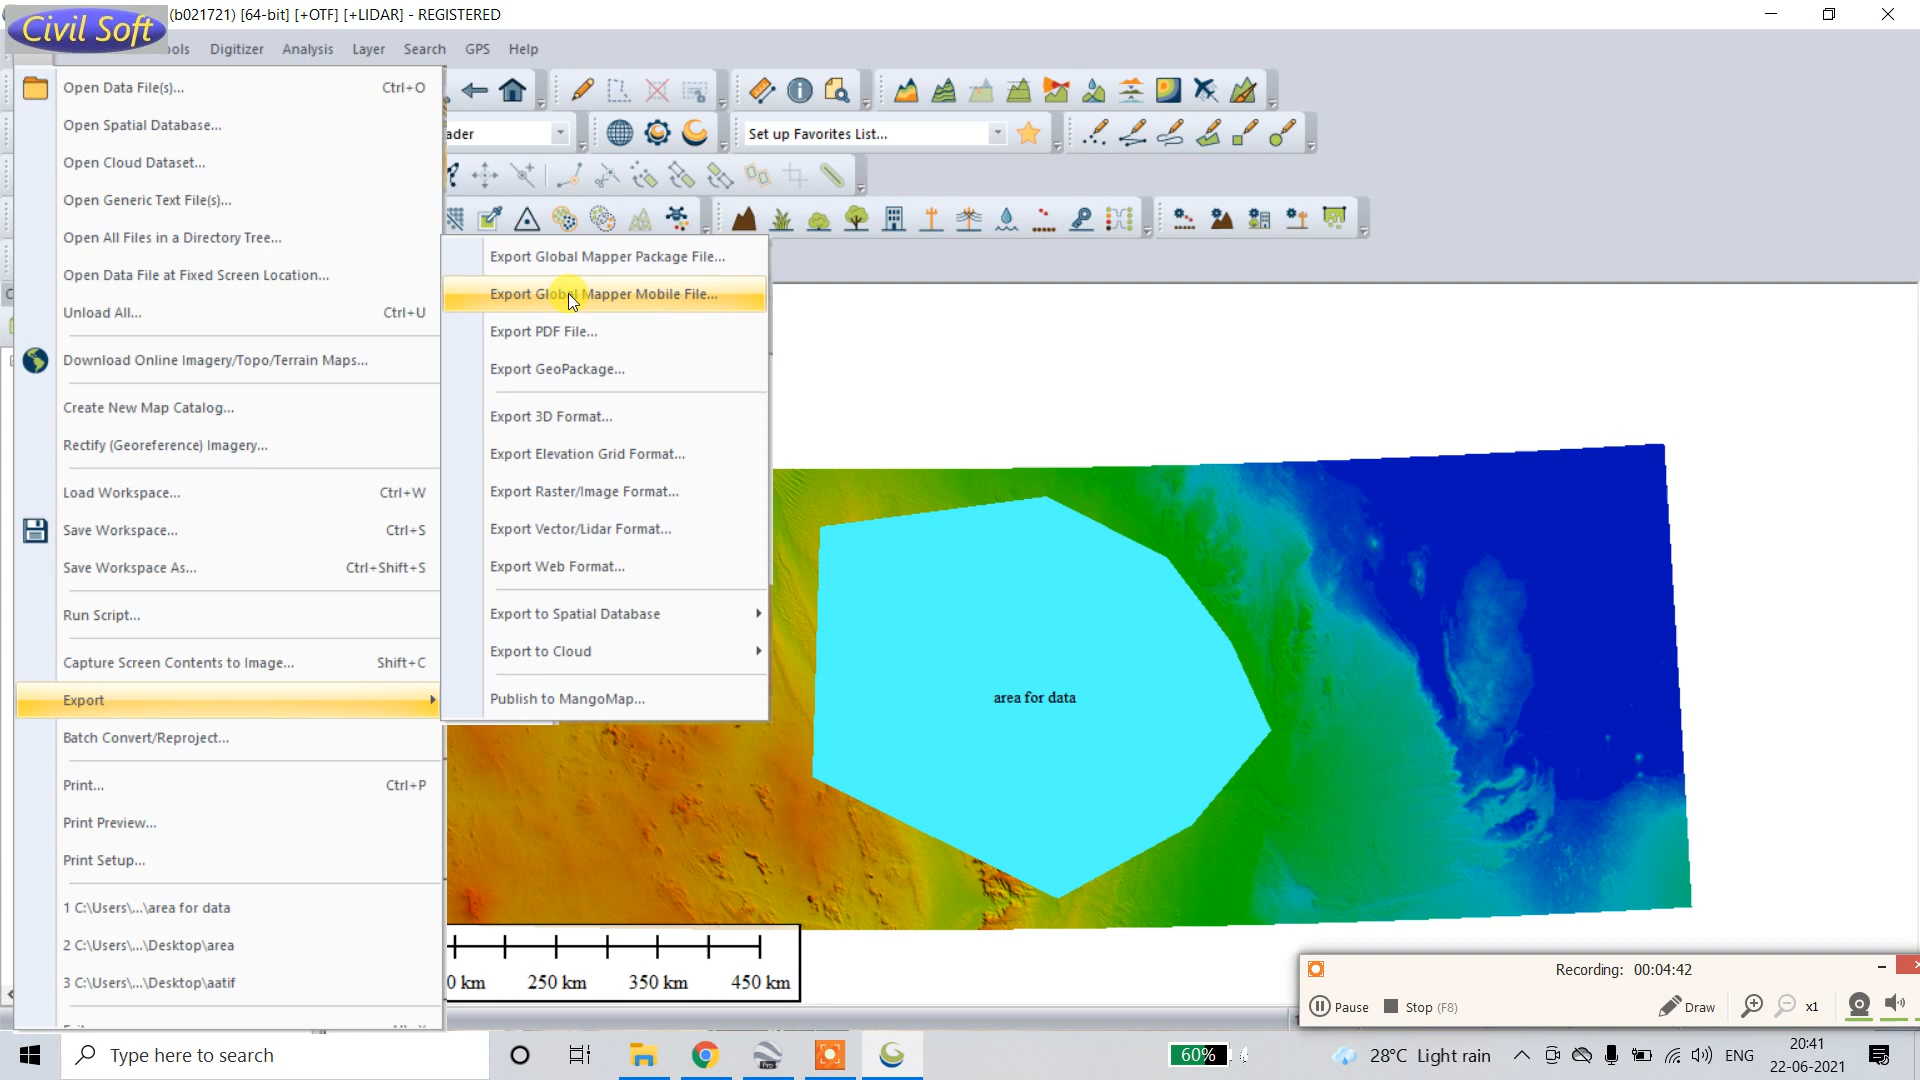 Civil Soft
(b021721) [64-bit] [+OTF] [+LIDAR] - REGISTERED
ols Digitizer Analysis Layer Search GPS Help
Open Data File(s)... Ctrl+O
Open Spatial Database...
ader
Set up Favorites List...
Open Cloud Dataset...
Open Generic Text File(s)...
Open All Files in a Directory Tree...
Open Data File at Fixed Screen Location...
Unload All... Ctrl+U
Download Online Imagery/Topo/Terrain Maps...
Create New Map Catalog...
Rectify (Georeference) Imagery...
Load Workspace... Ctrl+W
Save Workspace... Ctrl+S
Save Workspace As... Ctrl+Shift+S
Run Script...
Capture Screen Contents to Image... Shift+C
Export
Batch Convert/Reproject...
Print... Ctrl+P
Print Preview...
Print Setup...
1 C:\Users\...\area for data
2 C:\Users\...\Desktop\area
3 C:\Users\...\Desktop\aatif
Export Global Mapper Package File...
Export Global Mapper Mobile File...
Export PDF File...
Export GeoPackage...
Export 3D Format...
Export Elevation Grid Format...
Export Raster/Image Format...
Export Vector/Lidar Format...
Export Web Format...
Export to Spatial Database
Export to Cloud
Publish to MangoMap...
area for data
0 km 250 km 350 km 450 km
Recording: 00:04:42
Pause Stop (F8) Draw x1
Type here to search
Pro
60%
28°C Light rain
ENG
20:41
22-06-2021